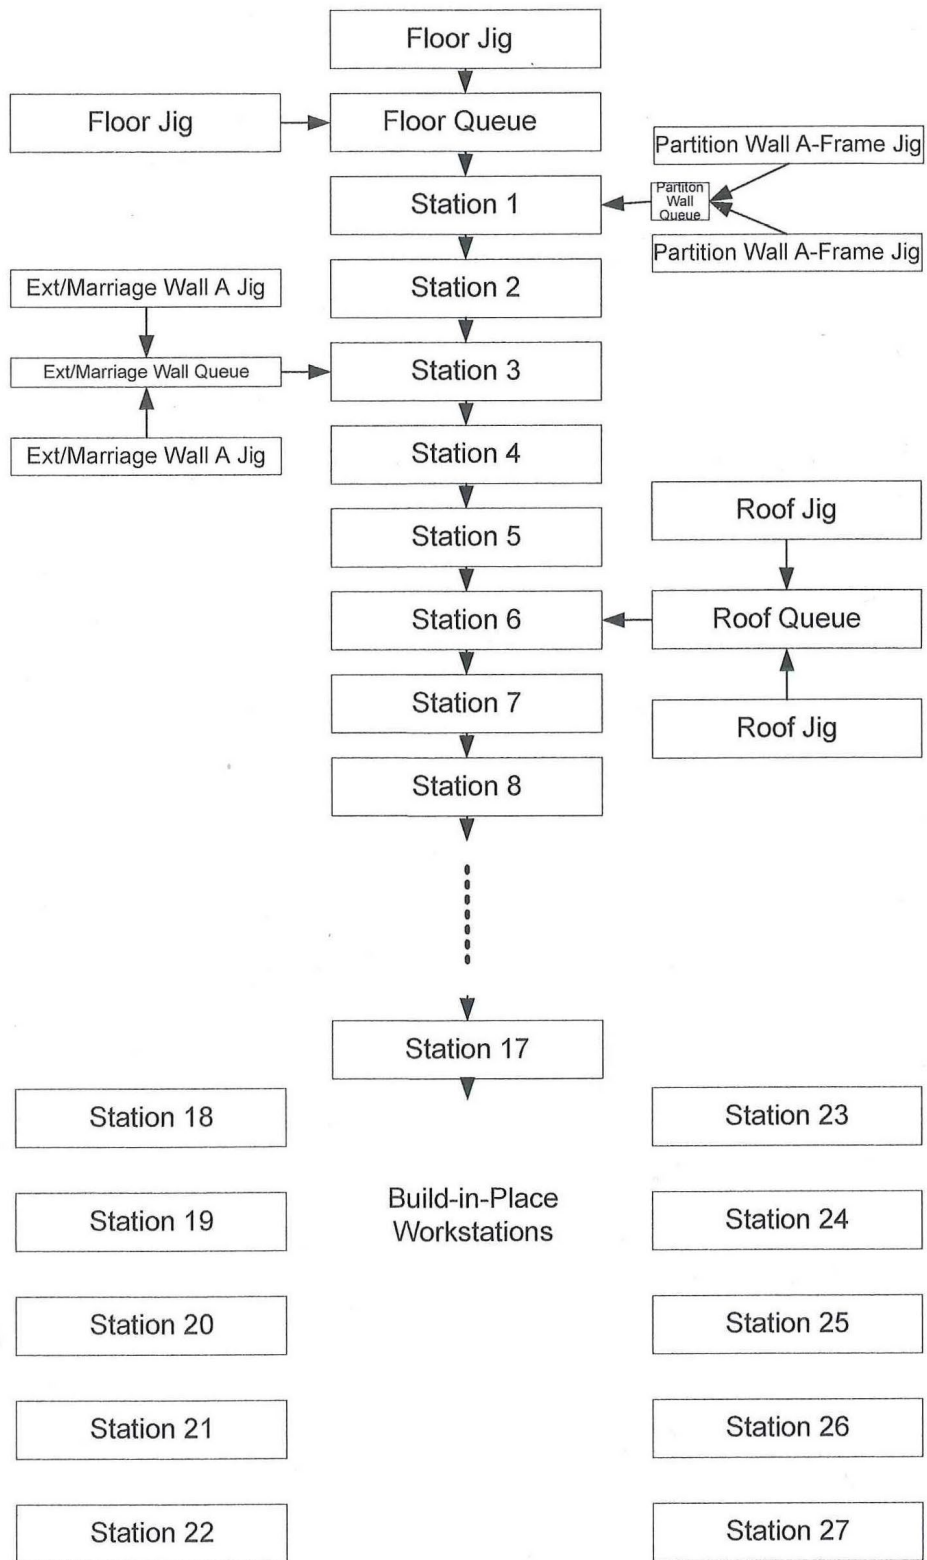 Floor Jig
Floor Jig
Floor Queue
Partition Wall A-Frame Jig
Station 1
Partiton
Wall
Queue
Partition Wall A-Frame Jig
Ext/Marriage Wall A Jig
Station 2
Ext/Marriage Wall Queue
Station 3
Ext/Marriage Wall A Jig
Station 4
Roof Jig
Station 5
Station 6
Roof Queue
Station 7
Roof Jig
Station 8
Station 17
Station 18
Station 23
Build-in-Place
Workstations
Station 19
Station 24
Station 20
Station 25
Station 21
Station 26
Station 22
Station 27